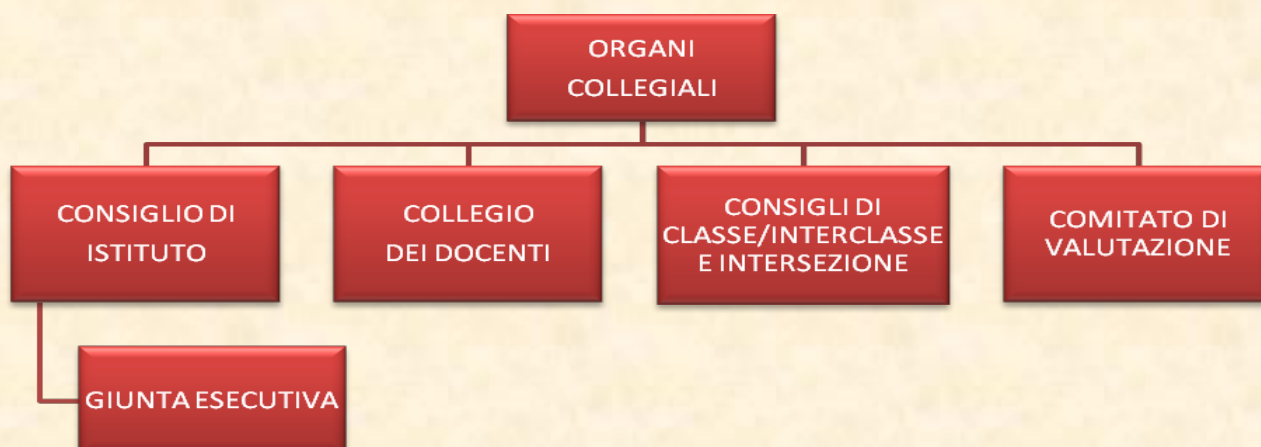 ORGANI
COLLEGIALI
CONSIGLIO DI
ISTITUTO
COLLEGIO
DEI DOCENTI
CONSIGLI DI
CLASSE/INTERCLASSE
E INTERSEZIONE
COMITATO DI
VALUTAZIONE
GIUNTA ESECUTIVA